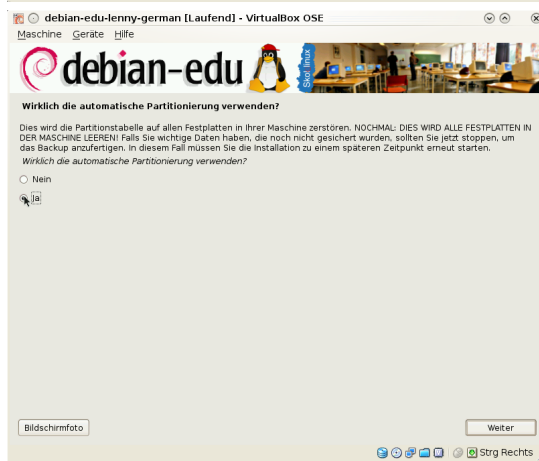 debian-edu-lenny-german [Laufend] - VirtualBox OSE
Maschine Geräte Hilfe
debian-edu
Skolelinux
Wirklich die automatische Partitionierung verwenden?
Dies wird die Partitionstabelle auf allen Festplatten in Ihrer Maschine zerstören. NOCHMAL: DIES WIRD ALLE FESTPLATTEN IN
DER MASCHINE LEEREN! Falls Sie wichtige Daten haben, die noch nicht gesichert wurden, sollten Sie jetzt stoppen, um
das Backup anzufertigen. In diesem Fall müssen Sie die Installation zu einem späteren Zeitpunkt erneut starten.
Wirklich die automatische Partitionierung verwenden?
Nein
Ja
Bildschirmfoto
Weiter
Strg Rechts